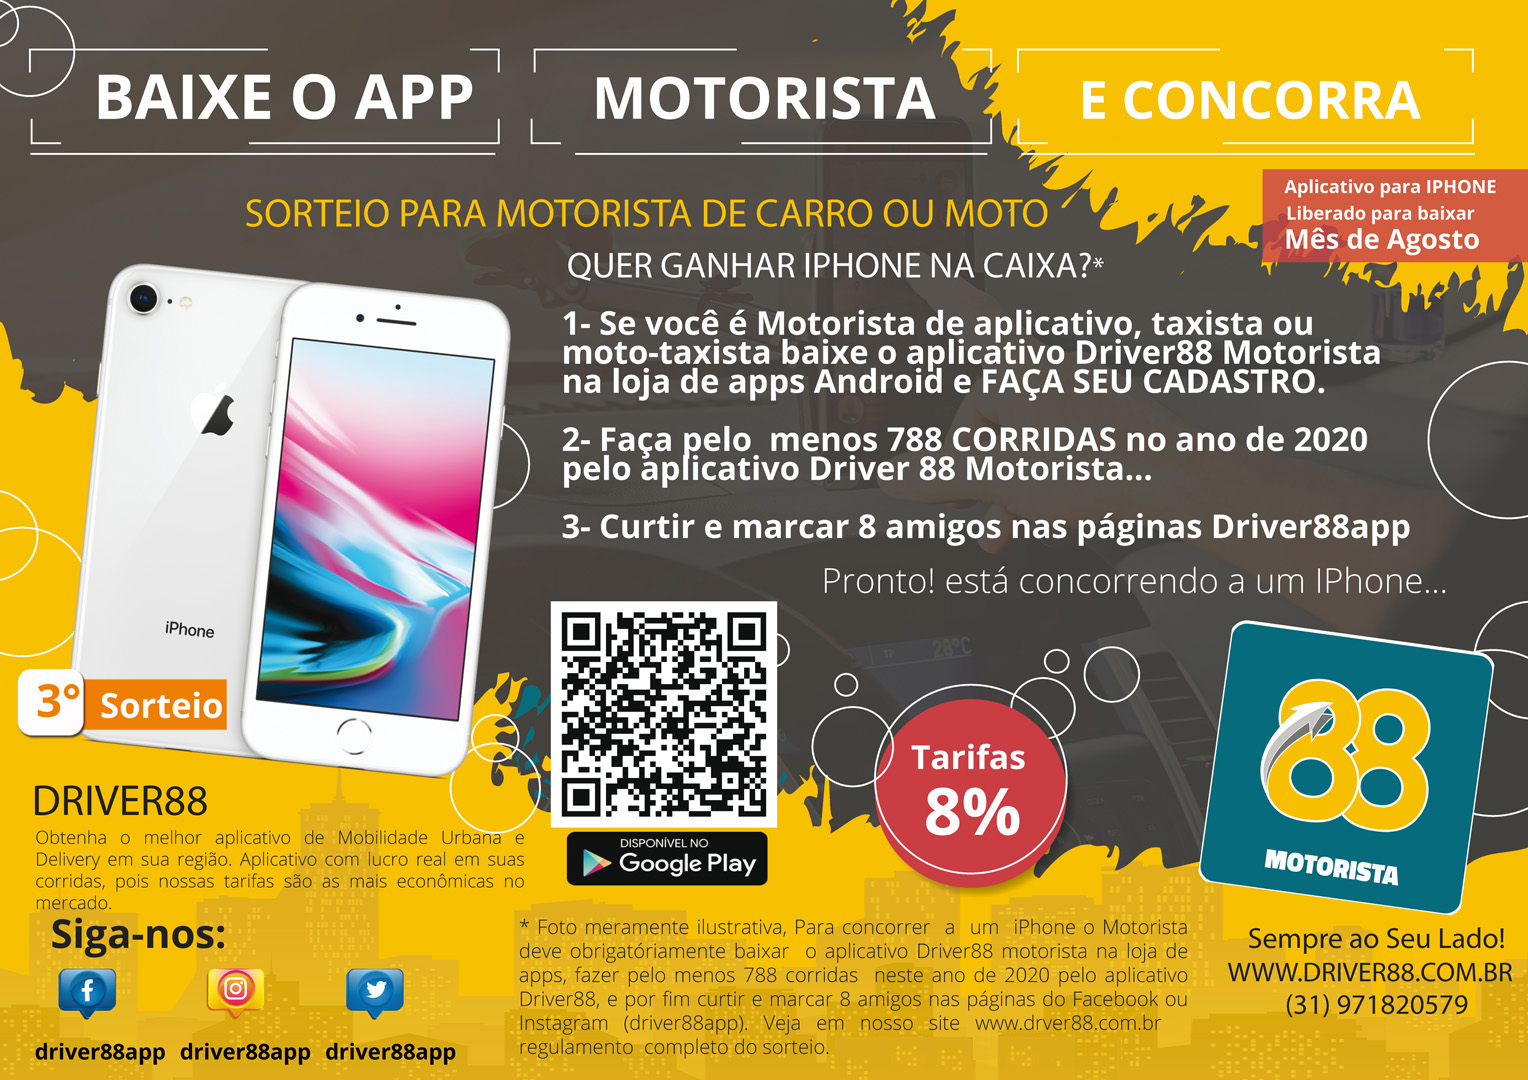 BAIXE O APP MOTORISTA E CONCORRA
SORTEIO PARA MOTORISTA DE CARRO OU MOTO
Aplicativo para IPHONE
Liberado para baixar
Mês de Agosto
QUER GANHAR IPHONE NA CAIXA?*
1- Se você é Motorista de aplicativo, taxista ou
moto-taxista baixe o aplicativo Driver88 Motorista
na loja de apps Android e FAÇA SEU CADASTRO.
2- Faça pelo menos 788 CORRIDAS no ano de 2020
pelo aplicativo Driver 88 Motorista...
3- Curtir e marcar 8 amigos nas páginas Driver88app
Pronto! está concorrendo a um IPhone...
iPhone
3° Sorteio
28°C
Tarifas
8%
88
MOTORISTA
DISPONÍVEL NO
Google Play
DRIVER88
Obtenha o melhor aplicativo de Mobilidade Urbana e
Delivery em sua região. Aplicativo com lucro real em suas
corridas, pois nossas tarifas são as mais econômicas no
mercado.
Siga-nos:
driver88app driver88app driver88app
* Foto meramente ilustrativa, Para concorrer a um iPhone o Motorista
deve obrigatóriamente baixar o aplicativo Driver88 motorista na loja de
apps, fazer pelo menos 788 corridas neste ano de 2020 pelo aplicativo
Driver88, e por fim curtir e marcar 8 amigos nas páginas do Facebook ou
Instagram (driver88app). Veja em nosso site www.drver88.com.br
regulamento completo do sorteio.
Sempre ao Seu Lado!
WWW.DRIVER88.COM.BR
(31) 971820579